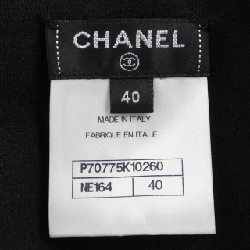 CHANEL
40
MADE IN ITALY
FABRIQUE EN ITALIE
P70775K10260
NE164 40